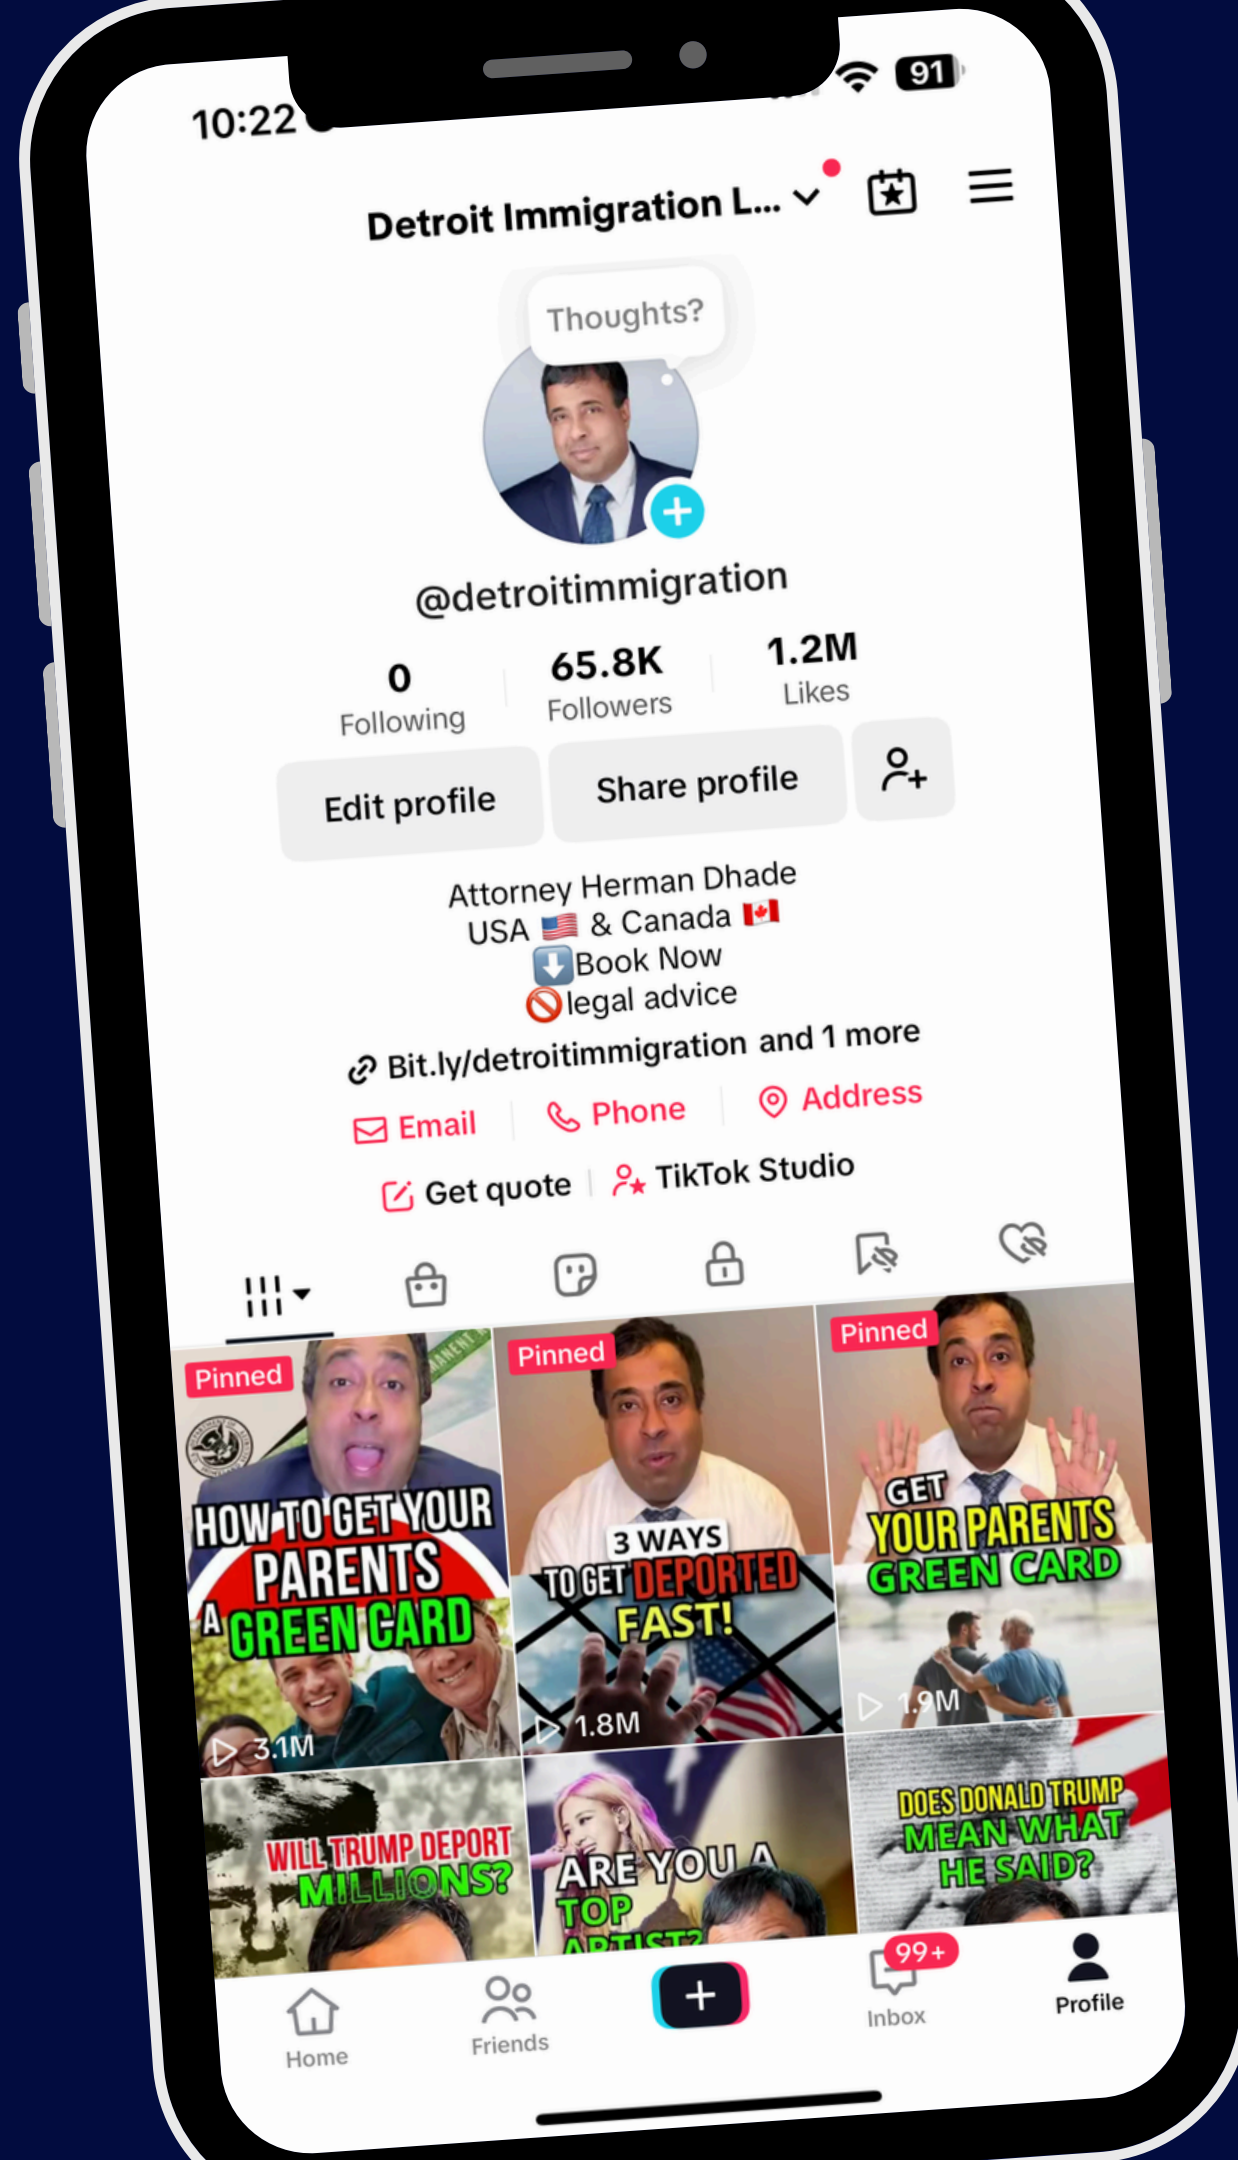 10:22
91
Detroit Immigration L...
Thoughts?
@detroitimmigration
0
Following
65.8K
Followers
1.2M
Likes
Edit profile
Share profile
Attorney Herman Dhade
USA 🇺🇸 & Canada 🇨🇦
⬇️Book Now
🚫legal advice
Bit.ly/detroitimmigration and 1 more
Email
Phone
Address
Get quote
TikTok Studio
Pinned
HOW TO GET YOUR
PARENTS
A GREEN CARD
3.1M
Pinned
3 WAYS
TO GET DEPORTED
FAST!
1.8M
Pinned
GET
YOUR PARENTS
GREEN CARD
1.9M
WILL TRUMP DEPORT
MILLIONS?
ARE YOU A
TOP
ARTIST?
DOES DONALD TRUMP
MEAN WHAT
HE SAID?
Home
Friends
99+
Inbox
Profile